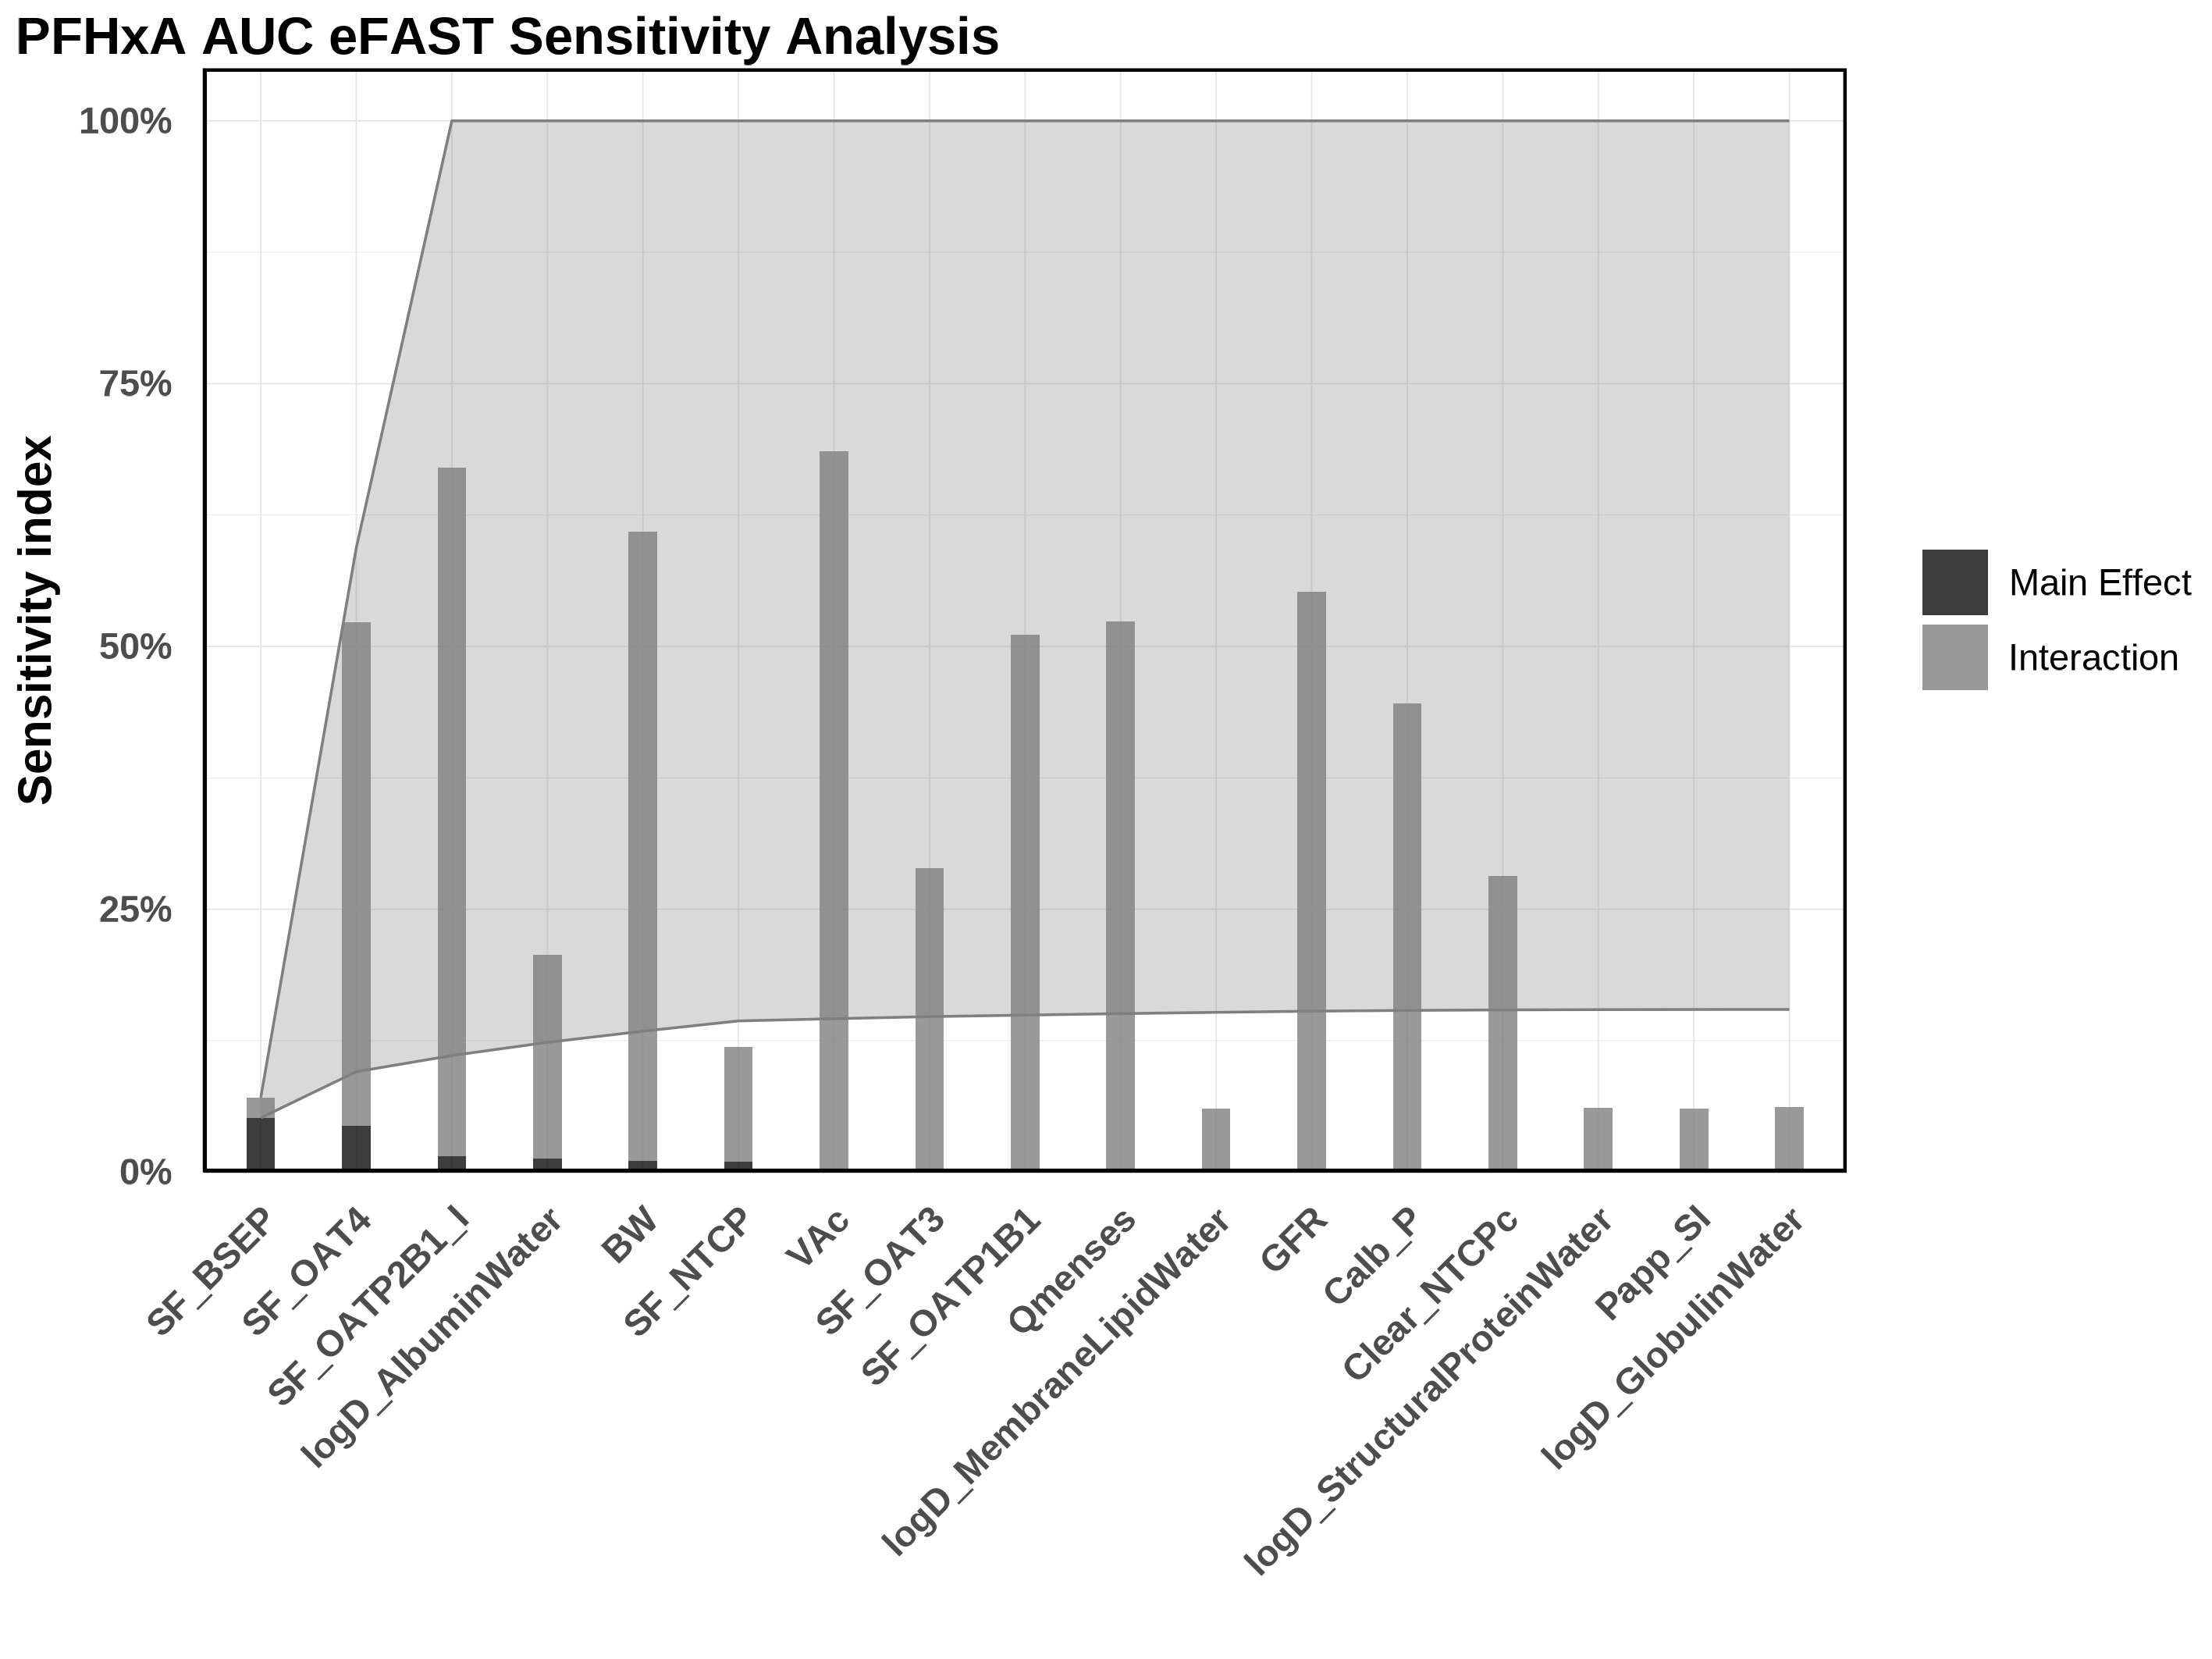 PFHxA AUC eFAST Sensitivity Analysis
Sensitivity index
100%
75%
50%
25%
0%
SF_BSEP
SF_OAT4
SF_OATP2B1_I
logD_AlbuminWater
BW
SF_NTCP
VAc
SF_OAT3
SF_OATP1B1
Qmenses
logD_MembraneLipidWater
GFR
Calb_P
Clear_NTCPc
logD_StructuralProteinWater
Papp_SI
logD_GlobulinWater
Main Effect
Interaction